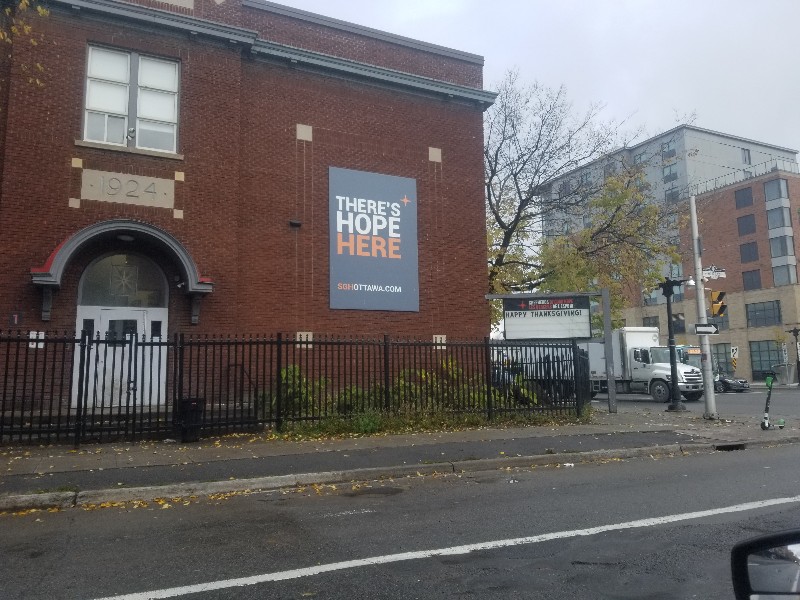 1924
THERE'S
HOPE
HERE
SGHOTTAWA.COM
HAPPY THANKSGIVING!